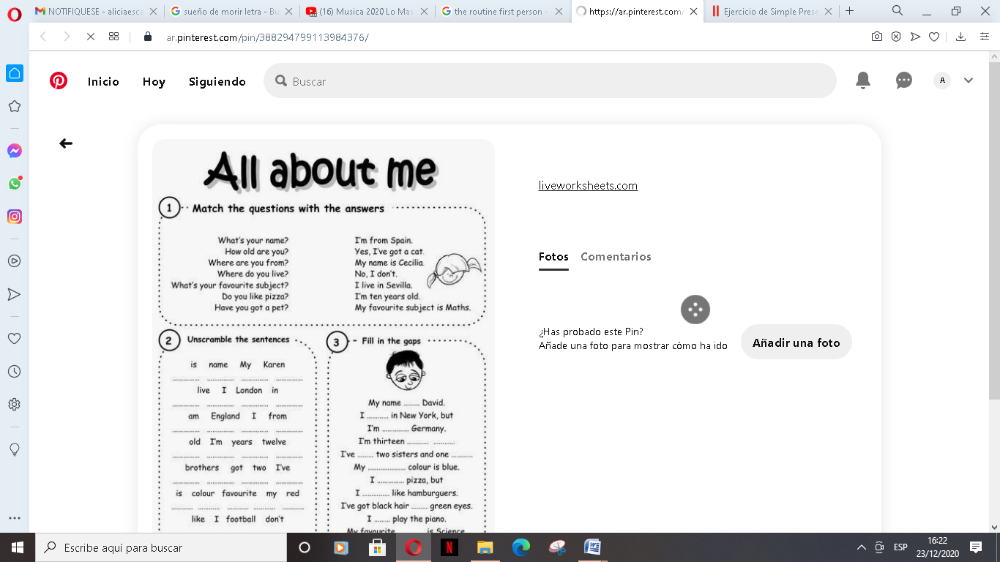 NOTIFIQUESE - aliciaesca
sueño de morir letra - Bu
(16) Musica 2020 Lo Mas
the routine first person -
https://ar.pinterest.com/
Ejercicio de Simple Prese
ar.pinterest.com/pin/388294799113984376/
Inicio Hoy Siguiendo Buscar A
All about me
1 Match the questions with the answers
What's your name? I'm from Spain.
How old are you? Yes, I've got a cat.
Where are you from? My name is Cecilia.
Where do you live? No, I don't.
What's your favourite subject? I live in Sevilla.
Do you like pizza? I'm ten years old.
Have you got a pet? My favourite subject is Maths.
2 Unscramble the sentences
is name My Karen
live I London in
am England I from
old I'm years twelve
brothers got two I've
is colour favourite my red
like I football don't
3 - Fill in the gaps
My name ........ David.
I ............ in New York, but
I'm .............. Germany.
I'm thirteen ............ ............
I've ......... two sisters and one ............
My ..................... colour is blue.
I .............. pizza, but
I ............... like hamburguers.
I've got black hair ......... green eyes.
I ......... play the piano.
My favourite ............ is Science
liveworksheets.com
Fotos Comentarios
¿Has probado este Pin?
Añade una foto para mostrar cómo ha ido
Añadir una foto
Escribe aquí para buscar
ESP
16:22
23/12/2020